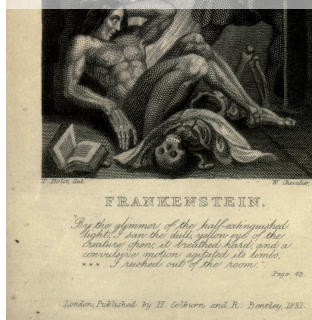 T. Holst, del.
W. Chevalier,
FRANKENSTEIN.
"By the glimmer of the half-extinguished
light, I saw the dull, yellow eye of the
creature open; it breathed hard, and a
convulsive motion agitated its limbs,
*** I rushed out of the room."
Page 43.
London, Published by H. Colburn and R. Bentley, 1831.